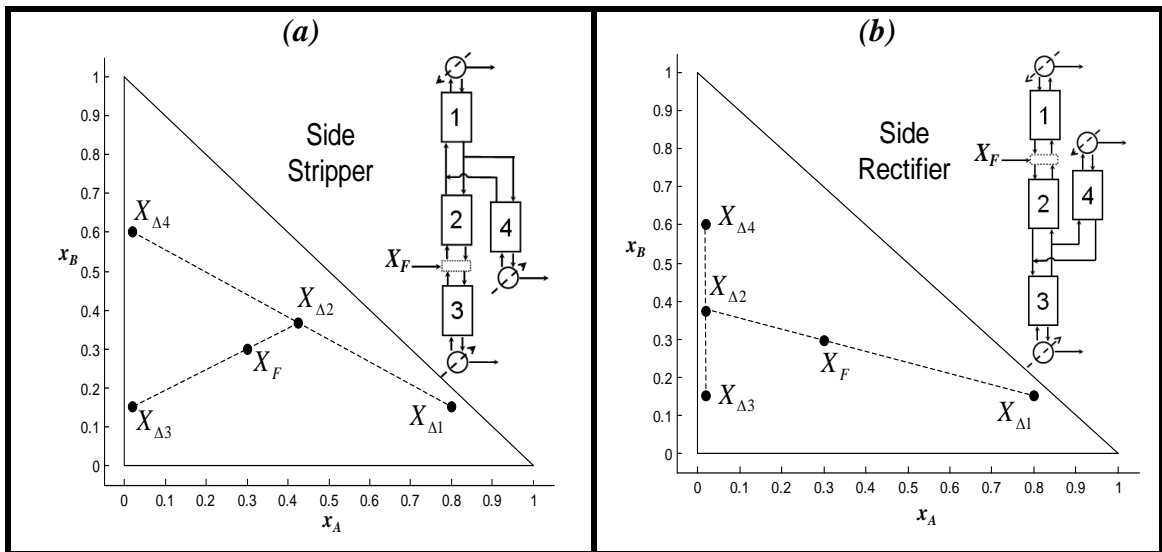 (a)
Side
Stripper
1
2
4
3
X_F
X_Δ4
X_Δ2
X_F
X_Δ3
X_Δ1
1
0.9
0.8
0.7
0.6
0.5
0.4
0.3
0.2
0.1
0
x_B
0 0.1 0.2 0.3 0.4 0.5 0.6 0.7 0.8 0.9 1
x_A
(b)
Side
Rectifier
1
X_F
2
4
3
X_Δ4
X_Δ2
X_F
X_Δ3
X_Δ1
1
0.9
0.8
0.7
0.6
0.5
0.4
0.3
0.2
0.1
0
x_B
0 0.1 0.2 0.3 0.4 0.5 0.6 0.7 0.8 0.9 1
x_A